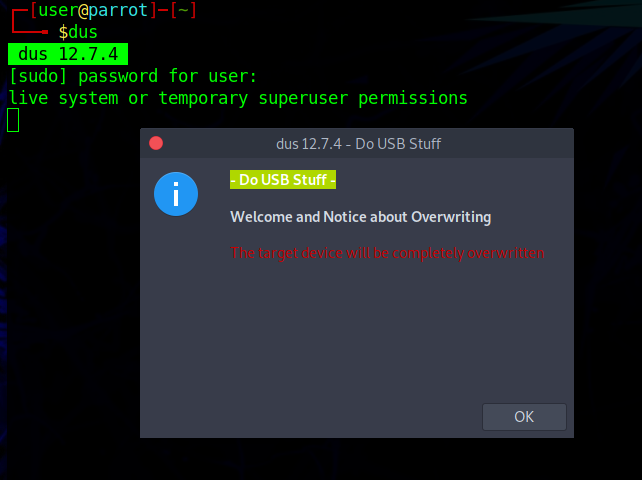 [user@parrot]-[~]
$dus
dus 12.7.4
[sudo] password for user:
live system or temporary superuser permissions
dus 12.7.4 - Do USB Stuff
- Do USB Stuff -
Welcome and Notice about Overwriting
The target device will be completely overwritten
OK